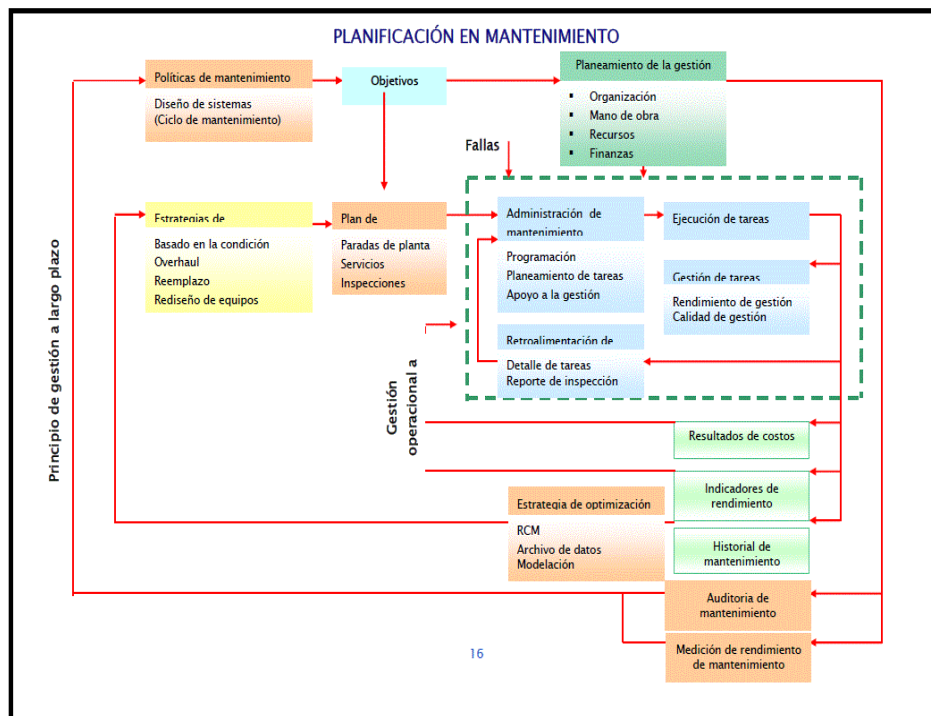 PLANIFICACIÓN EN MANTENIMIENTO
Políticas de mantenimiento
Diseño de sistemas
(Ciclo de mantenimiento)
Objetivos
Planeamiento de la gestión
▪ Organización
▪ Mano de obra
▪ Recursos
▪ Finanzas
Fallas
Principio de gestión a largo plazo
Estrategias de
Basado en la condición
Overhaul
Reemplazo
Rediseño de equipos
Plan de
Paradas de planta
Servicios
Inspecciones
Administración de
mantenimiento
Programación
Planeamiento de tareas
Apoyo a la gestión
Ejecución de tareas
Gestión de tareas
Rendimiento de gestión
Calidad de gestión
Retroalimentación de
Detalle de tareas
Reporte de inspección
Gestión
operacional a
Resultados de costos
Indicadores de
rendimiento
Estrategia de optimización
RCM
Archivo de datos
Modelación
Historial de
mantenimiento
Auditoria de
mantenimiento
Medición de rendimiento
de mantenimiento
16